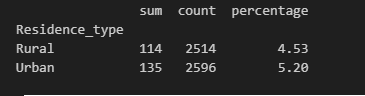 sum count percentage
Residence_type
Rural 114 2514 4.53
Urban 135 2596 5.20